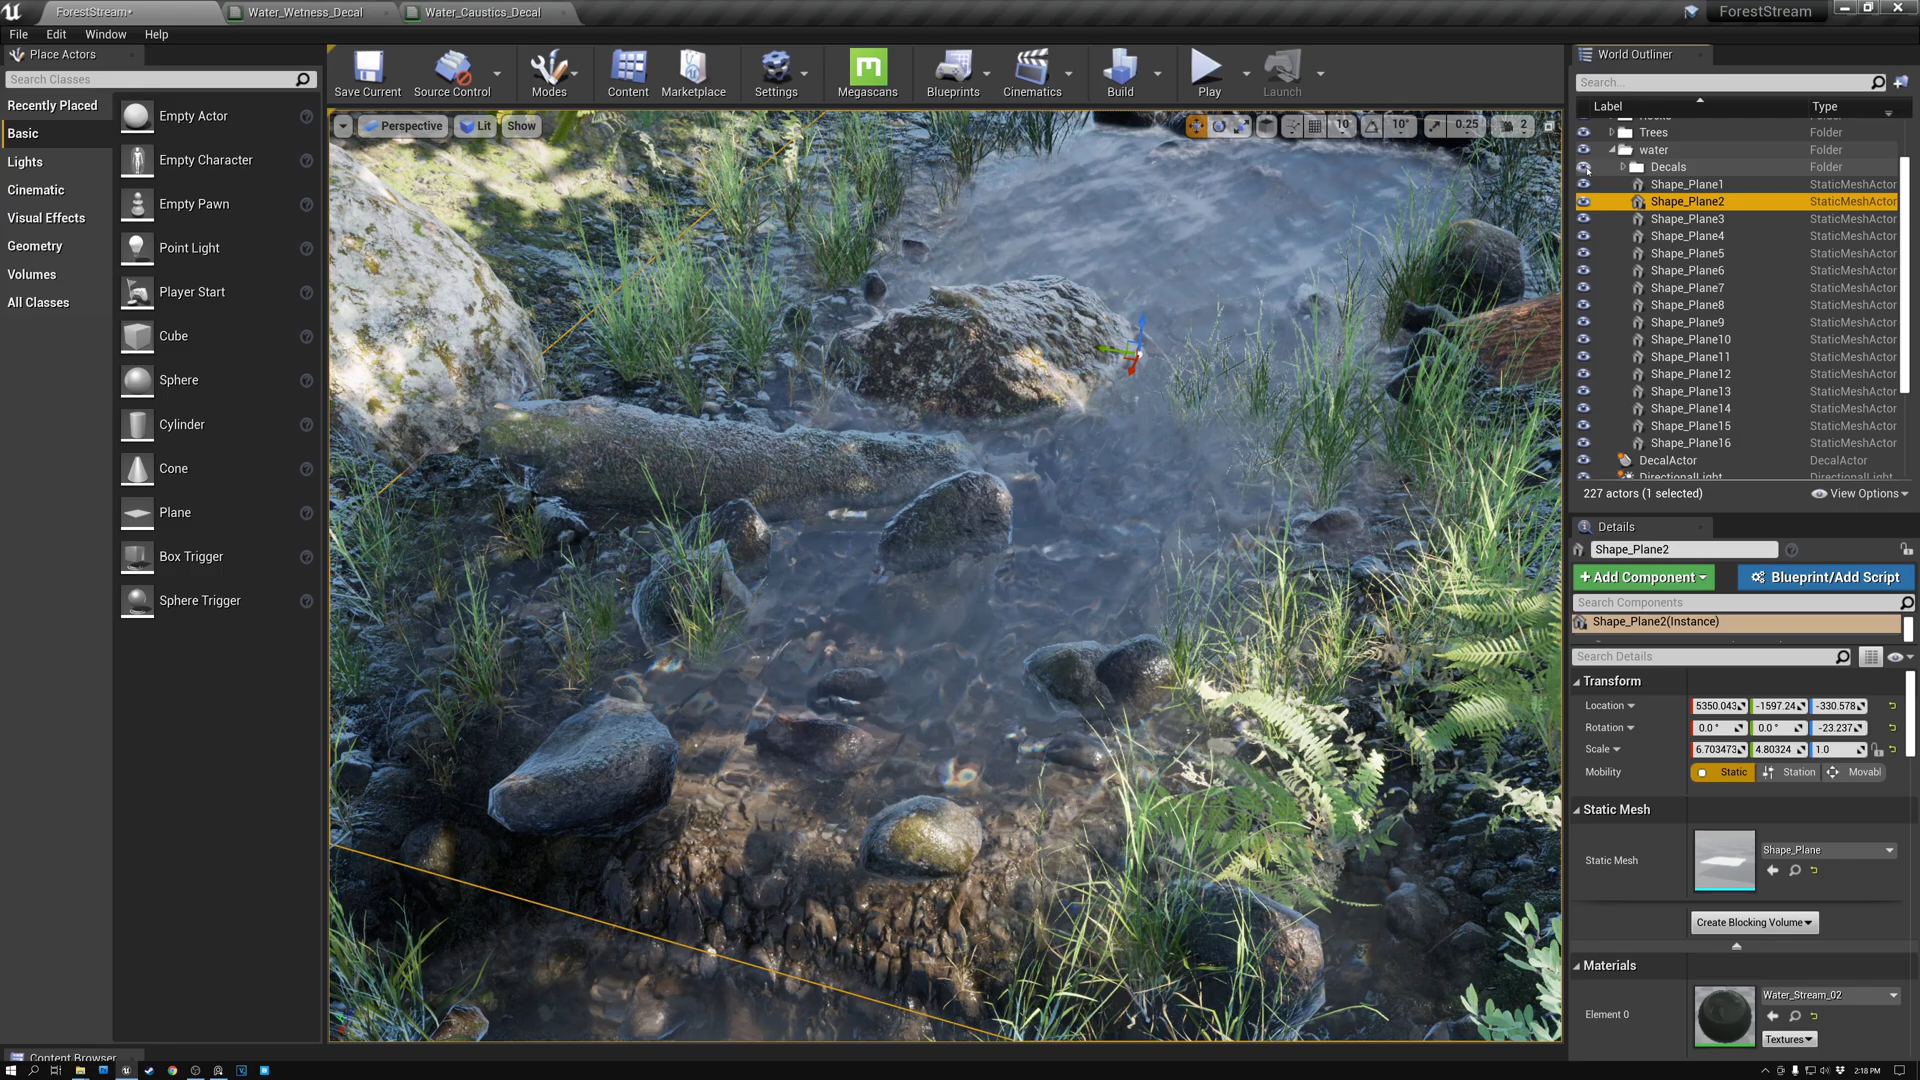 ForestStream•
Water_Wetness_Decal
Water_Caustics_Decal
ForestStream
File
Edit
Window
Help
Place Actors
Search Classes
Recently Placed
Basic
Lights
Cinematic
Visual Effects
Geometry
Volumes
All Classes
Empty Actor
Empty Character
Empty Pawn
Point Light
Player Start
Cube
Sphere
Cylinder
Cone
Plane
Box Trigger
Sphere Trigger
Save Current
Source Control
Modes
Content
Marketplace
Settings
Megascans
Blueprints
Cinematics
Build
Play
Launch
Perspective
Lit
Show
10
10°
0.25
2
World Outliner
Search...
Label
Type
Trees Folder
water Folder
Decals Folder
Shape_Plane1 StaticMeshActor
Shape_Plane2 StaticMeshActor
Shape_Plane3 StaticMeshActor
Shape_Plane4 StaticMeshActor
Shape_Plane5 StaticMeshActor
Shape_Plane6 StaticMeshActor
Shape_Plane7 StaticMeshActor
Shape_Plane8 StaticMeshActor
Shape_Plane9 StaticMeshActor
Shape_Plane10 StaticMeshActor
Shape_Plane11 StaticMeshActor
Shape_Plane12 StaticMeshActor
Shape_Plane13 StaticMeshActor
Shape_Plane14 StaticMeshActor
Shape_Plane15 StaticMeshActor
Shape_Plane16 StaticMeshActor
DecalActor DecalActor
DirectionalLight DirectionalLight
227 actors (1 selected)
View Options
Details
Shape_Plane2
+ Add Component
Blueprint/Add Script
Search Components
Shape_Plane2(Instance)
Search Details
Transform
Location 5350.043 -1597.24 -330.578
Rotation 0.0 ° 0.0 ° -23.237
Scale 6.703473 4.80324 1.0
Mobility Static Station Movabl
Static Mesh
Static Mesh Shape_Plane
Create Blocking Volume
Materials
Element 0 Water_Stream_02
Textures
Content Browser
2:18 PM